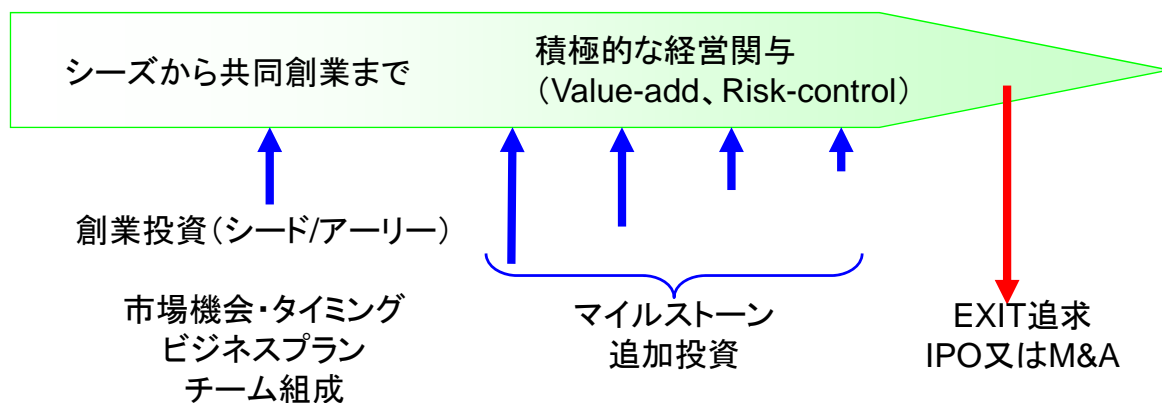 シーズから共同創業まで
積極的な経営関与
（Value-add、Risk-control）
創業投資（シード/アーリー）
市場機会・タイミング
ビジネスプラン
チーム組成
マイルストーン
追加投資
EXIT追求
IPO又はM&A